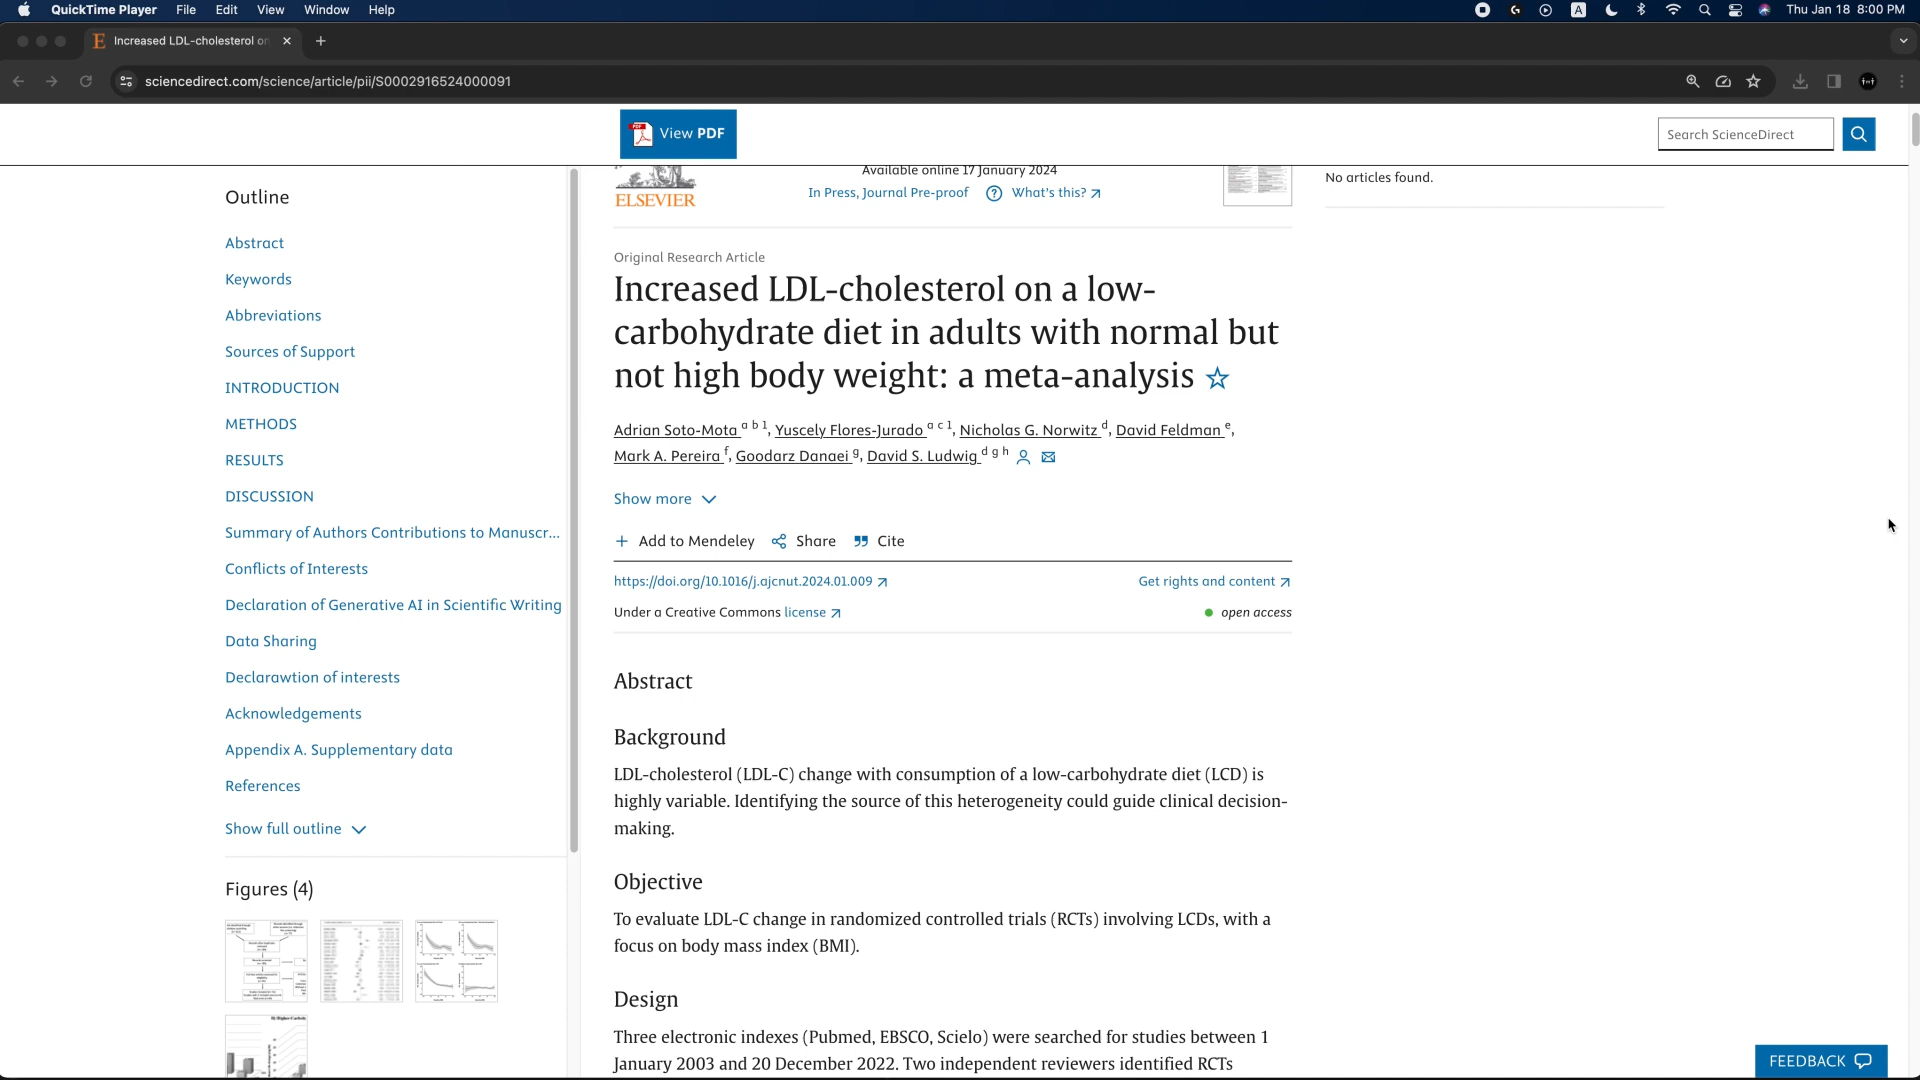 QuickTime Player File Edit View Window Help
A
Thu Jan 18 8:00 PM
Increased LDL-cholesterol on
sciencedirect.com/science/article/pii/S0002916524000091
PDF
View PDF
Search ScienceDirect
Outline
Abstract
Keywords
Abbreviations
Sources of Support
INTRODUCTION
METHODS
RESULTS
DISCUSSION
Summary of Authors Contributions to Manuscr...
Conflicts of Interests
Declaration of Generative AI in Scientific Writing
Data Sharing
Declarawtion of interests
Acknowledgements
Appendix A. Supplementary data
References
Show full outline
Figures (4)
ELSEVIER
Available online 17 January 2024
In Press, Journal Pre-proof ? What's this?
Original Research Article
Increased LDL-cholesterol on a low-
carbohydrate diet in adults with normal but
not high body weight: a meta-analysis ☆
Adrian Soto-Mota a b 1, Yuscely Flores-Jurado a c 1, Nicholas G. Norwitz d, David Feldman e,
Mark A. Pereira f, Goodarz Danaei g, David S. Ludwig d g h
Show more
+ Add to Mendeley Share Cite
https://doi.org/10.1016/j.ajcnut.2024.01.009 Get rights and content
Under a Creative Commons license open access
Abstract
Background
LDL-cholesterol (LDL-C) change with consumption of a low-carbohydrate diet (LCD) is
highly variable. Identifying the source of this heterogeneity could guide clinical decision-
making.
Objective
To evaluate LDL-C change in randomized controlled trials (RCTs) involving LCDs, with a
focus on body mass index (BMI).
Design
Three electronic indexes (Pubmed, EBSCO, Scielo) were searched for studies between 1
January 2003 and 20 December 2022. Two independent reviewers identified RCTs
No articles found.
FEEDBACK